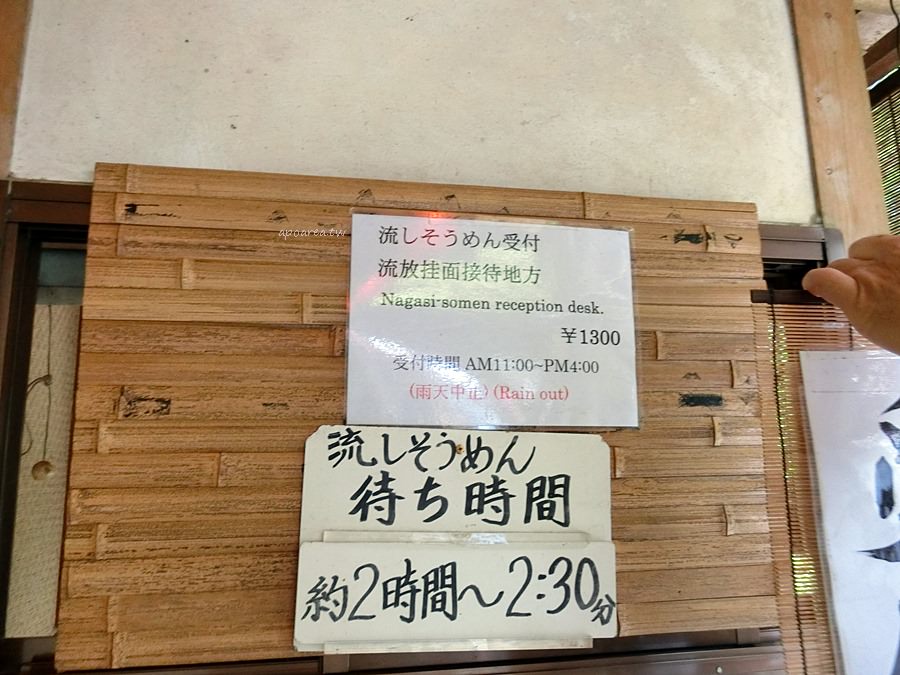 apoarea.tw
流しそうめん受付
流放挂面接待地方
Nagasi-somen reception desk.
￥1300
受付時間 AM11:00~PM4:00
(雨天中止) (Rain out)
流しそうめん
待ち時間
約2時間～2:30分